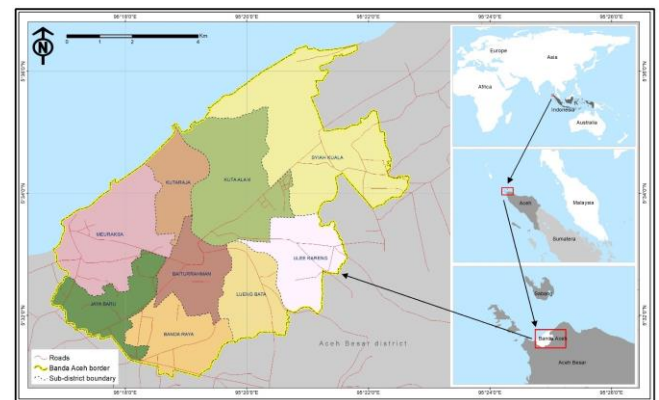 95°18'0"E
95°20'0"E
95°22'0"E
95°24'0"E
95°26'0"E
N
0 1 2 4
Km
SYIAH KUALA
KUTARAJA
KUTA ALAM
MEURAKSA
BAITURRAHMAN
ULEE KARENG
JAYA BARU
LUENG BATA
BANDA RAYA
Aceh Besar district
Roads
Banda Aceh border
Sub-district boundary
Europe
Asia
Africa
Indonesia
Australia
Aceh
Malaysia
Sumatera
Sabang
Banda Aceh
Aceh Besar